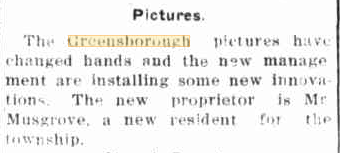 Pictures.
The Greensborough pictures have
changed hands and the new manage
ment are installing some new innova-
tions. The new proprietor is Mr
Musgrove, a new resident for the
township.